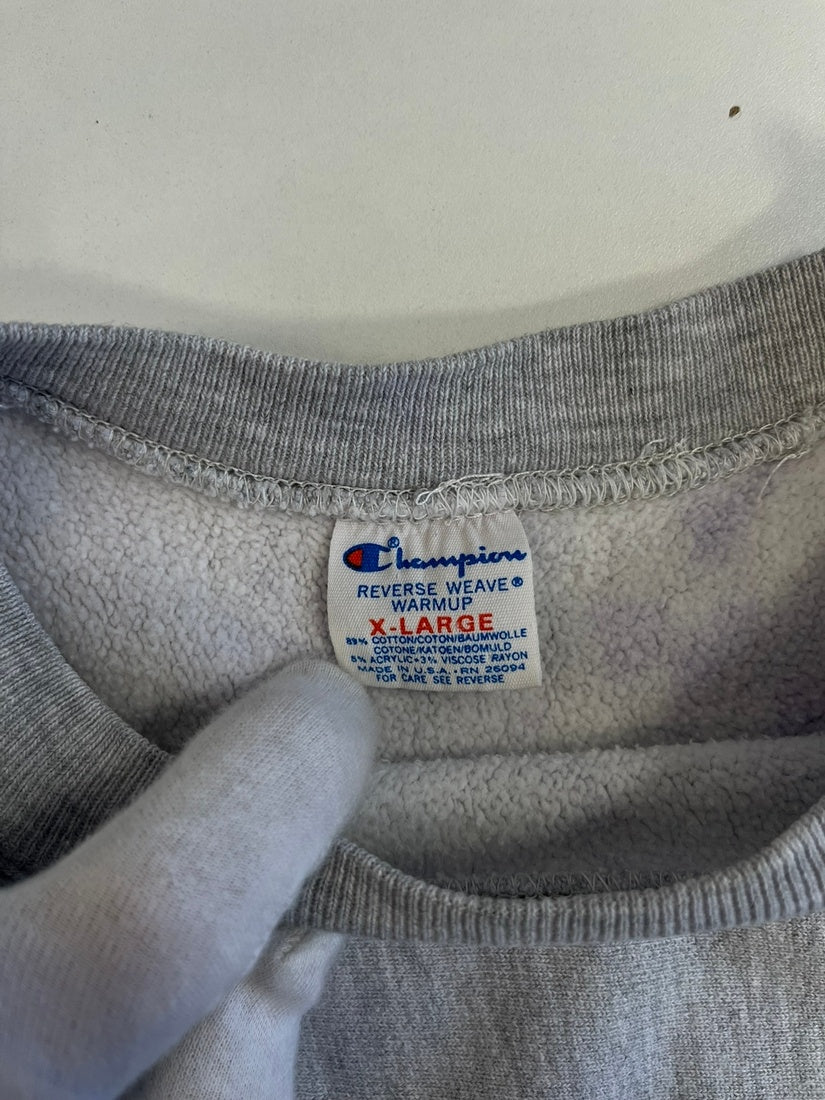 Champion®
REVERSE WEAVE®
WARMUP
X-LARGE
89% COTTON/COTON/BAUMWOLLE
COTONE/KATOEN/BOMULD
8% ACRYLIC•3% VISCOSE RAYON
MADE IN U.S.A.•RN 26094
FOR CARE SEE REVERSE